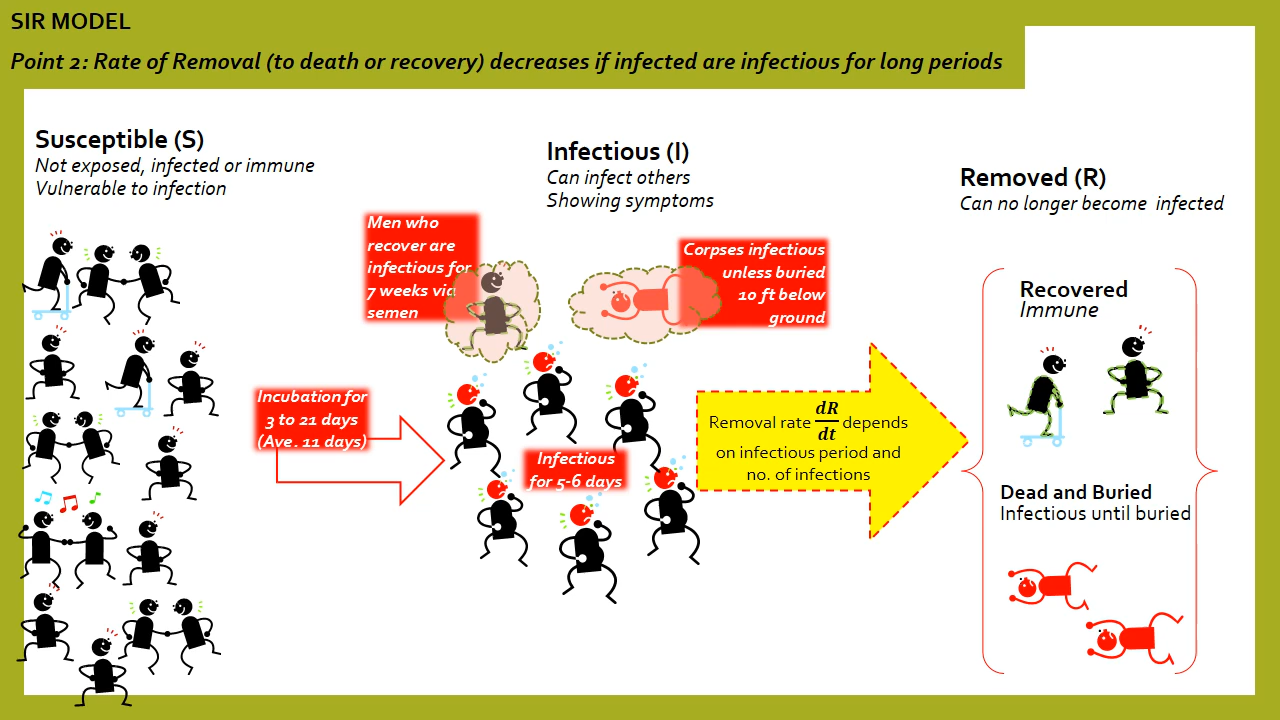 SIR MODEL
Point 2: Rate of Removal (to death or recovery) decreases if infected are infectious for long periods
Susceptible (S)
Not exposed, infected or immune
Vulnerable to infection
Infectious (I)
Can infect others
Showing symptoms
Removed (R)
Can no longer become infected
Men who
recover are
infectious for
7 weeks via
semen
Corpses infectious
unless buried
10 ft below
ground
Incubation for
3 to 21 days
(Ave. 11 days)
Infectious
for 5-6 days
Removal rate dR/dt depends
on infectious period and
no. of infections
Recovered
Immune
Dead and Buried
Infectious until buried